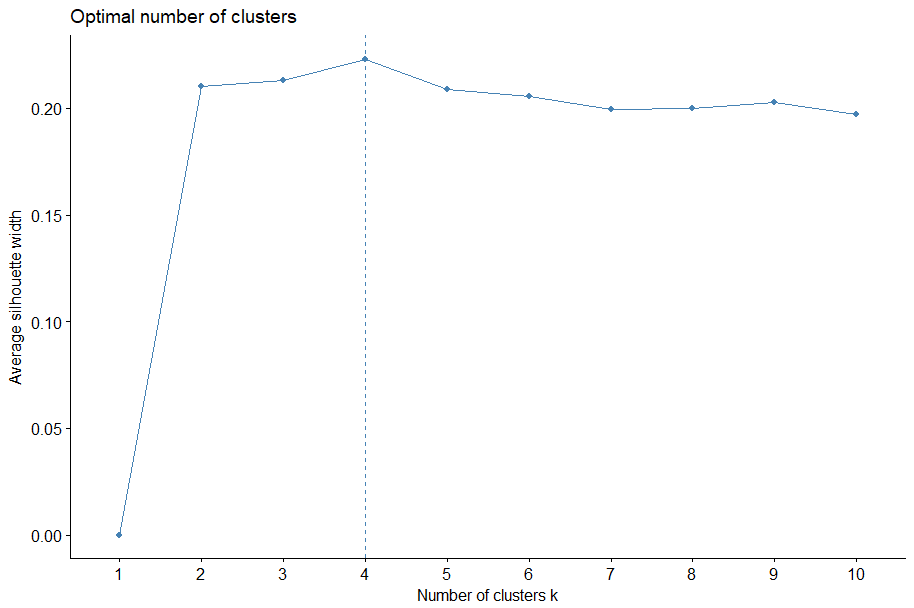 Optimal number of clusters
Average silhouette width
0.20
0.15
0.10
0.05
0.00
1 2 3 4 5 6 7 8 9 10
Number of clusters k